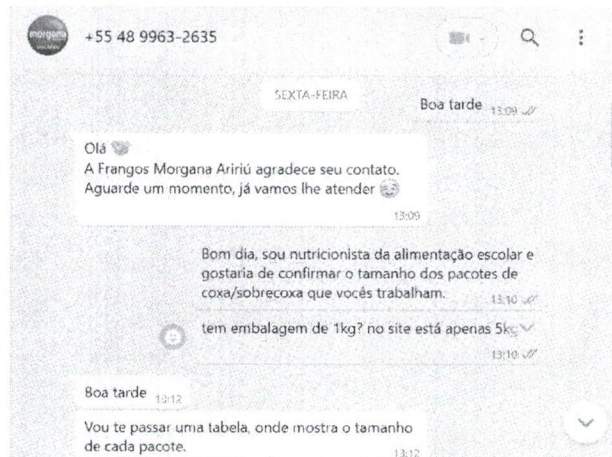 morgana
+55 48 9963-2635
SEXTA-FEIRA
Boa tarde 13:09
Olá
A Frangos Morgana Aririú agradece seu contato.
Aguarde um momento, já vamos lhe atender
13:09
Bom dia, sou nutricionista da alimentação escolar e
gostaria de confirmar o tamanho dos pacotes de
coxa/sobrecoxa que vocês trabalham.
13:10
tem embalagem de 1kg? no site está apenas 5kg
13:10
Boa tarde 13:12
Vou te passar uma tabela, onde mostra o tamanho
de cada pacote.
13:12